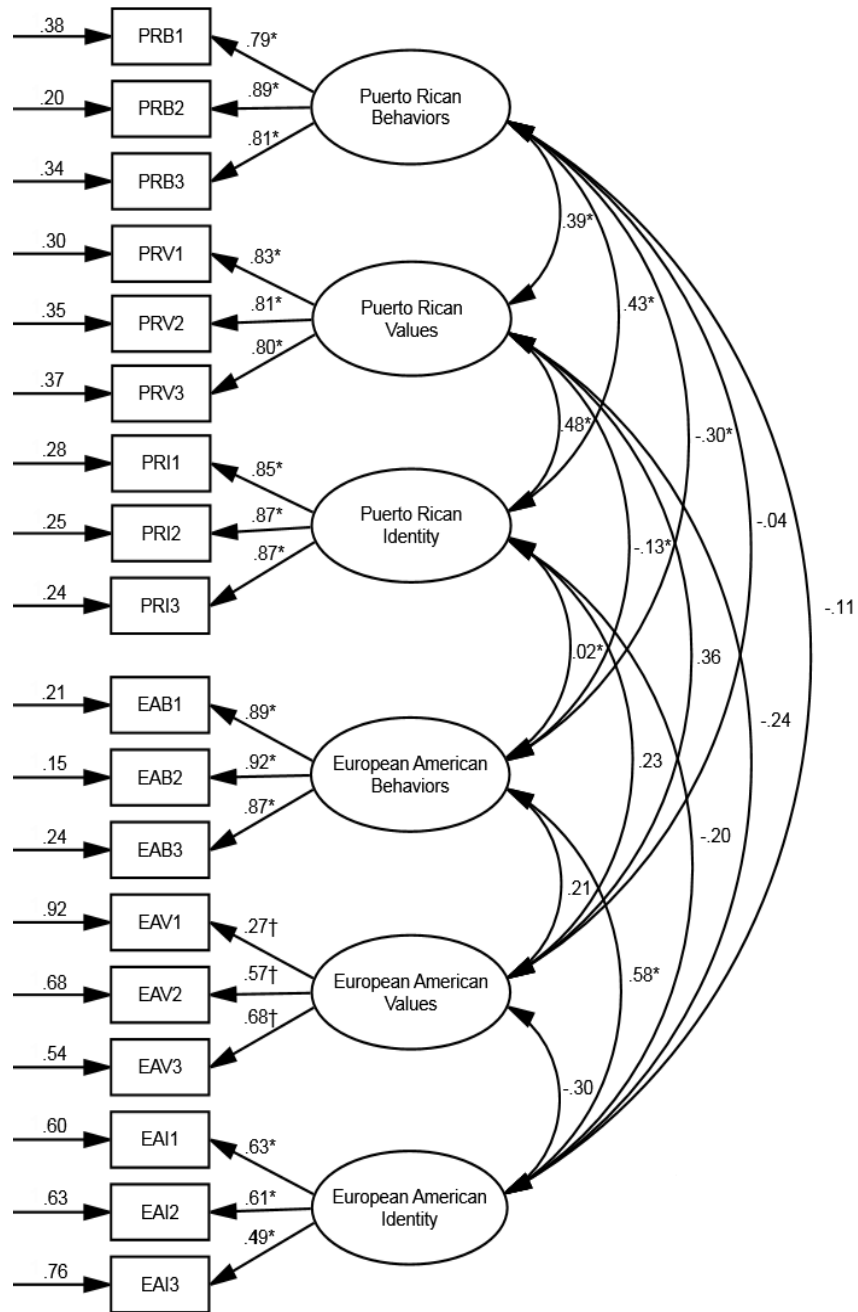 .38
PRB1
.79*
.20
PRB2
.89*
Puerto Rican
Behaviors
.34
PRB3
.81*
.39*
.43*
.30
PRV1
.83*
.35
PRV2
.81*
Puerto Rican
Values
.37
PRV3
.80*
.48*
-.30*
.28
PRI1
.85*
.25
PRI2
.87*
Puerto Rican
Identity
-.04
-.13*
.24
PRI3
.87*
-.11
.02*
.36
.21
EAB1
.89*
-.24
.15
EAB2
.92*
European American
Behaviors
.23
.24
EAB3
.87*
-.20
.21
.92
EAV1
.27†
.68
EAV2
.57†
European American
Values
.58*
.54
EAV3
.68†
-.30
.60
EAI1
.63*
.63
EAI2
.61*
European American
Identity
.76
EAI3
.49*